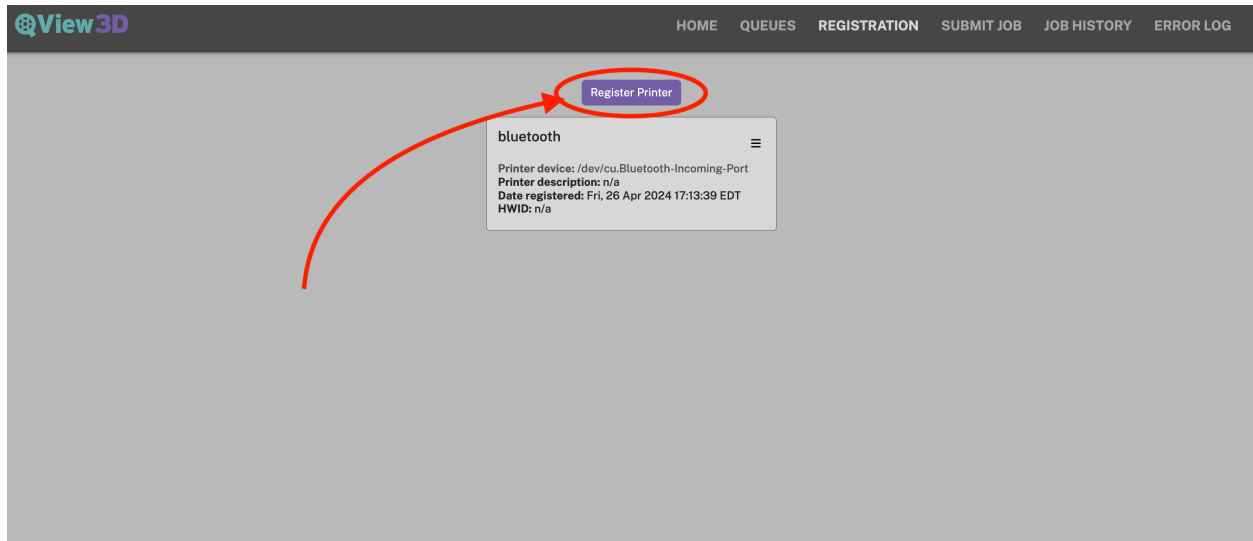 QView3D
HOME QUEUES REGISTRATION SUBMIT JOB JOB HISTORY ERROR LOG
Register Printer
bluetooth
Printer device: /dev/cu.Bluetooth-Incoming-Port
Printer description: n/a
Date registered: Fri, 26 Apr 2024 17:13:39 EDT
HWID: n/a